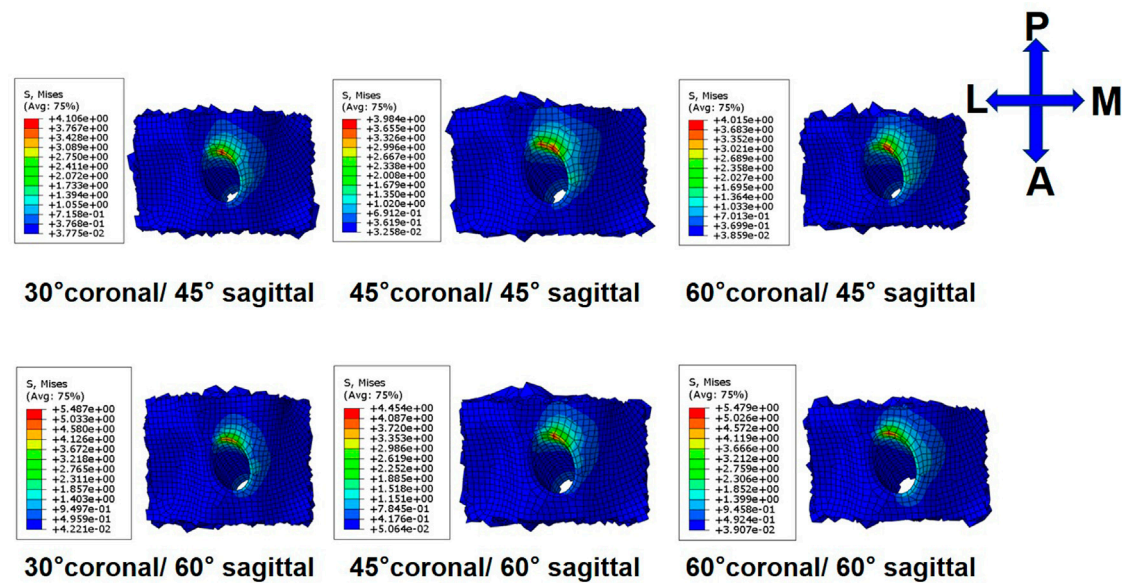 P
L M
A
S, Mises
(Avg: 75%)
+4.106e+00
+3.767e+00
+3.428e+00
+3.089e+00
+2.750e+00
+2.411e+00
+2.072e+00
+1.733e+00
+1.394e+00
+1.055e+00
+7.158e-01
+3.768e-01
+3.775e-02
30°coronal/ 45° sagittal
S, Mises
(Avg: 75%)
+3.984e+00
+3.655e+00
+3.326e+00
+2.996e+00
+2.667e+00
+2.338e+00
+2.008e+00
+1.679e+00
+1.350e+00
+1.020e+00
+6.912e-01
+3.619e-01
+3.258e-02
45°coronal/ 45° sagittal
S, Mises
(Avg: 75%)
+4.015e+00
+3.683e+00
+3.352e+00
+3.021e+00
+2.689e+00
+2.358e+00
+2.027e+00
+1.695e+00
+1.364e+00
+1.033e+00
+7.013e-01
+3.699e-01
+3.859e-02
60°coronal/ 45° sagittal
S, Mises
(Avg: 75%)
+5.487e+00
+5.033e+00
+4.580e+00
+4.126e+00
+3.672e+00
+3.218e+00
+2.765e+00
+2.311e+00
+1.857e+00
+1.403e+00
+9.497e-01
+4.959e-01
+4.221e-02
30°coronal/ 60° sagittal
S, Mises
(Avg: 75%)
+4.454e+00
+4.087e+00
+3.720e+00
+3.353e+00
+2.986e+00
+2.619e+00
+2.252e+00
+1.885e+00
+1.518e+00
+1.151e+00
+7.845e-01
+4.176e-01
+5.064e-02
45°coronal/ 60° sagittal
S, Mises
(Avg: 75%)
+5.479e+00
+5.026e+00
+4.572e+00
+4.119e+00
+3.666e+00
+3.212e+00
+2.759e+00
+2.306e+00
+1.852e+00
+1.399e+00
+9.458e-01
+4.924e-01
+3.907e-02
60°coronal/ 60° sagittal